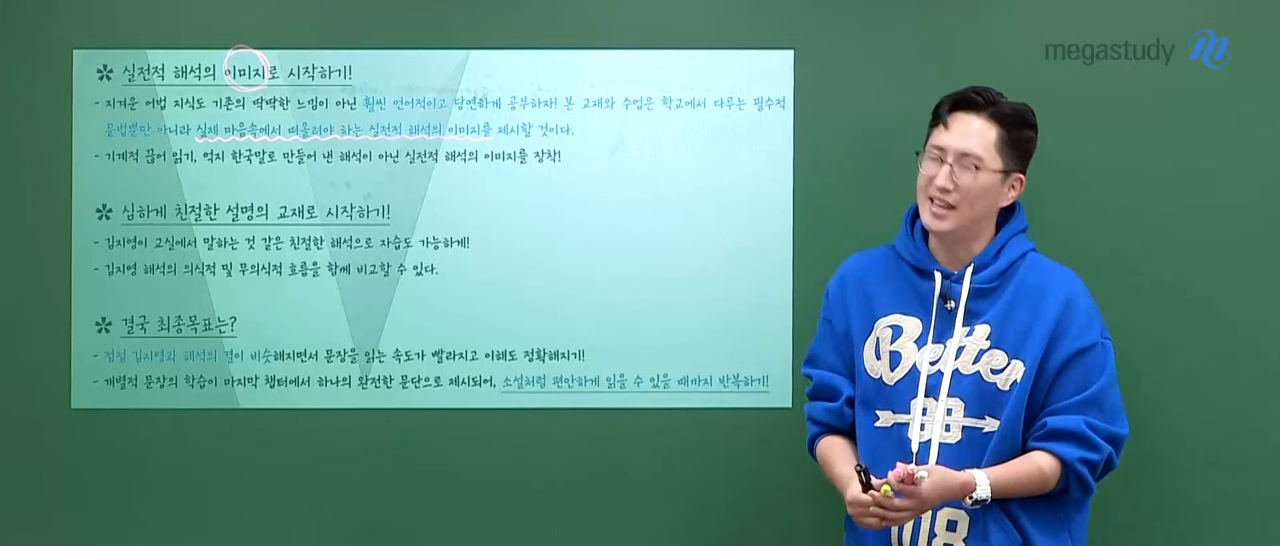 megastudy
✲ 실전적 해석의 이미지로 시작하기!
- 지겨운 어법 지식도 기존의 딱딱한 느낌이 아닌 훨씬 언어적이고 당연하게 공부하자! 본 교재와 수업은 학교에서 다루는 필수적
문법뿐만 아니라 실제 마음속에서 떠올려야 하는 실전적 해석의 이미지를 제시할 것이다.
- 기계적 끊어 읽기, 억지 한국말로 만들어 낸 해석이 아닌 실전적 해석의 이미지를 장착!
✲ 심하게 친절한 설명의 교재로 시작하기!
- 김지영이 교실에서 말하는 것 같은 친절한 해석으로 자습도 가능하게!
- 김지영 해석의 의식적 및 무의식적 흐름을 함께 비교할 수 있다.
✲ 결국 최종목표는?
- 점점 김지영과 해석의 결이 비슷해지면서 문장을 읽는 속도가 빨라지고 이해도 정확해지기!
- 개별적 문장의 학습이 마지막 챕터에서 하나의 완전한 문단으로 제시되어, 소설처럼 편안하게 읽을 수 있을 때까지 반복하기!
Better
88
108